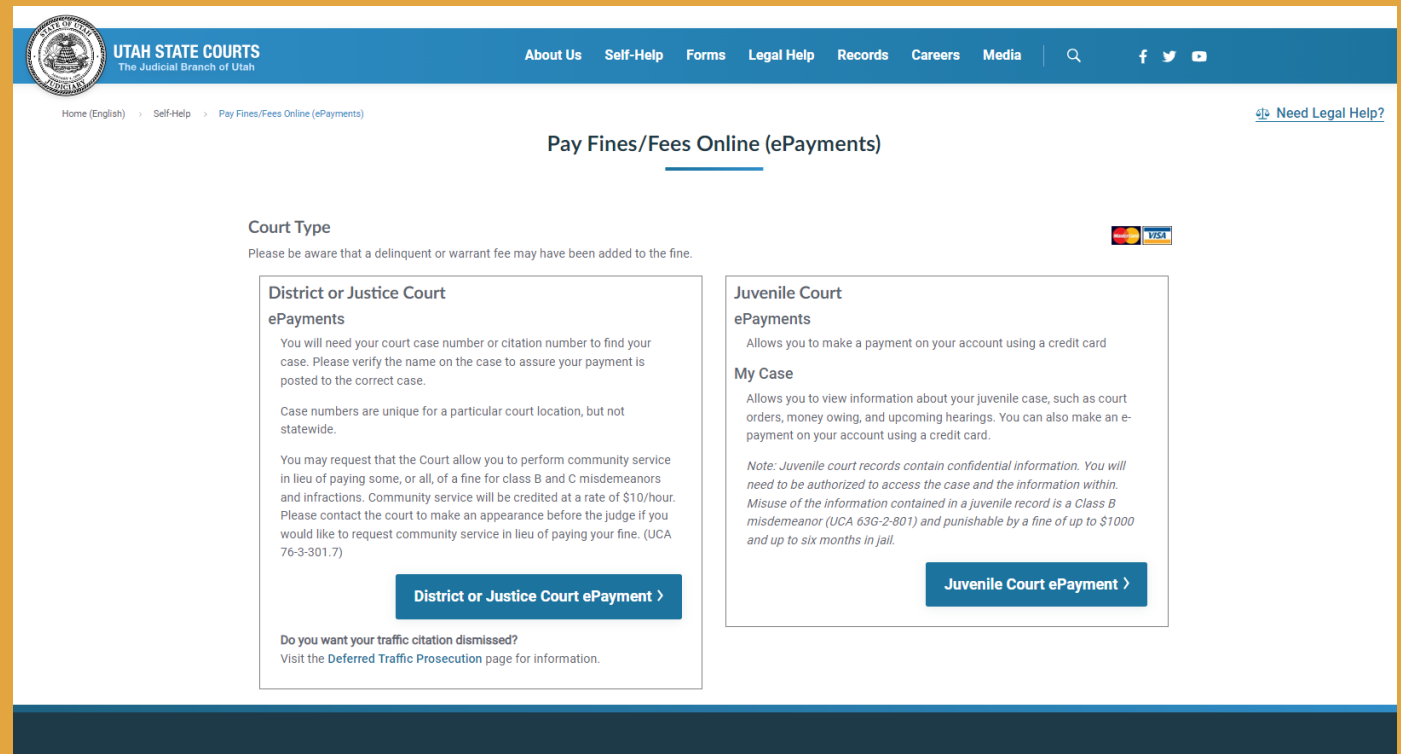 STATE OF UTAH
JUDICIARY
UTAH STATE COURTS
The Judicial Branch of Utah
About Us Self-Help Forms Legal Help Records Careers Media
Home (English) > Self-Help > Pay Fines/Fees Online (ePayments)
Need Legal Help?
Pay Fines/Fees Online (ePayments)
Court Type
VISA
Please be aware that a delinquent or warrant fee may have been added to the fine.
District or Justice Court
ePayments
You will need your court case number or citation number to find your
case. Please verify the name on the case to assure your payment is
posted to the correct case.
Case numbers are unique for a particular court location, but not
statewide.
You may request that the Court allow you to perform community service
in lieu of paying some, or all, of a fine for class B and C misdemeanors
and infractions. Community service will be credited at a rate of $10/hour.
Please contact the court to make an appearance before the judge if you
would like to request community service in lieu of paying your fine. (UCA
76-3-301.7)
District or Justice Court ePayment >
Do you want your traffic citation dismissed?
Visit the Deferred Traffic Prosecution page for information.
Juvenile Court
ePayments
Allows you to make a payment on your account using a credit card
My Case
Allows you to view information about your juvenile case, such as court
orders, money owing, and upcoming hearings. You can also make an e-
payment on your account using a credit card.
Note: Juvenile court records contain confidential information. You will
need to be authorized to access the case and the information within.
Misuse of the information contained in a juvenile record is a Class B
misdemeanor (UCA 63G-2-801) and punishable by a fine of up to $1000
and up to six months in jail.
Juvenile Court ePayment >